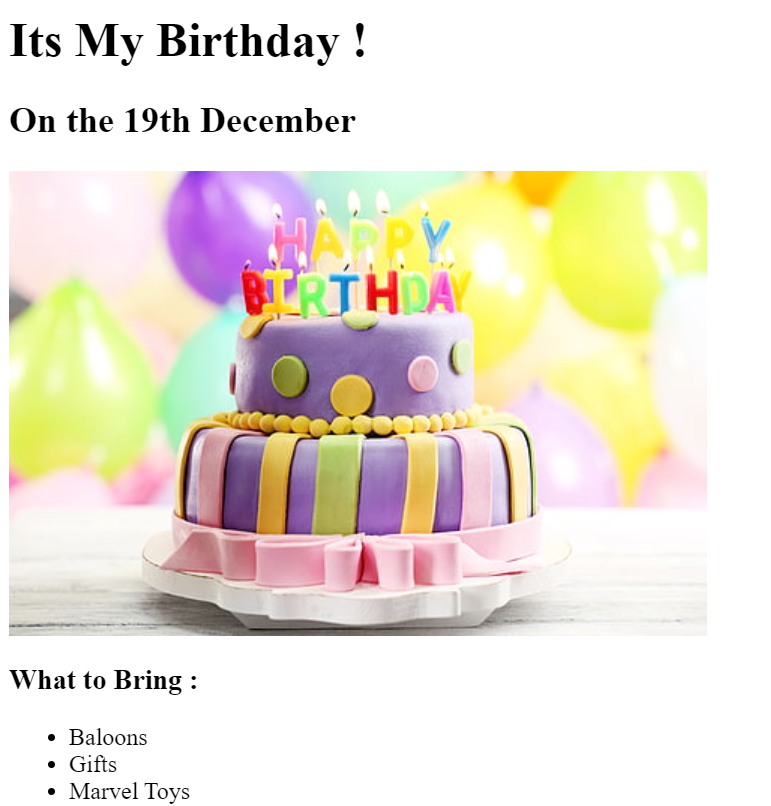 Its My Birthday !
On the 19th December
HAPPY
BIRTHDAY
What to Bring :
Baloons
Gifts
Marvel Toys